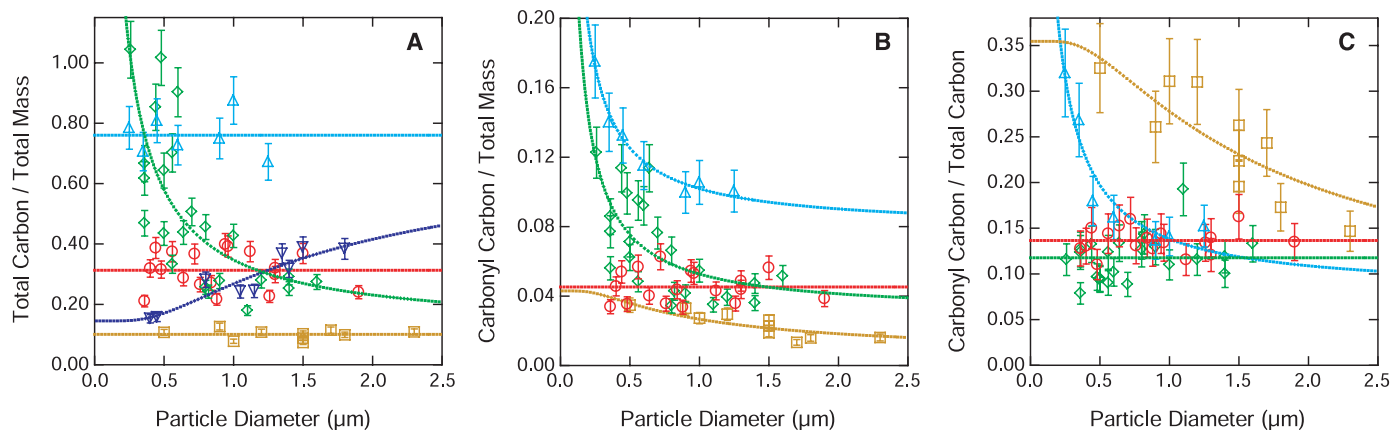 A
Total Carbon / Total Mass
1.00
0.80
0.60
0.40
0.20
0.00
0.0 0.5 1.0 1.5 2.0 2.5
Particle Diameter (µm)
B
Carbonyl Carbon / Total Mass
0.20
0.16
0.12
0.08
0.04
0.00
0.0 0.5 1.0 1.5 2.0 2.5
Particle Diameter (µm)
C
Carbonyl Carbon / Total Carbon
0.35
0.30
0.25
0.20
0.15
0.10
0.05
0.00
0.0 0.5 1.0 1.5 2.0 2.5
Particle Diameter (µm)